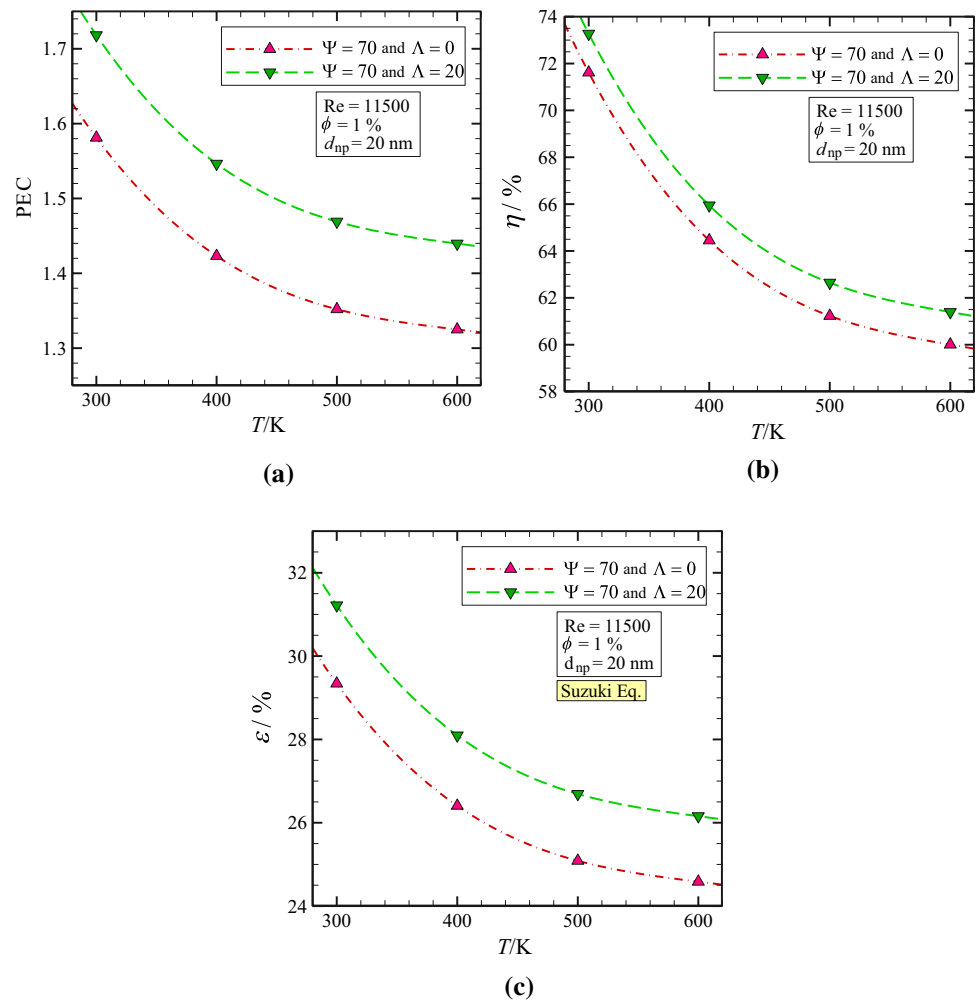 1.7
1.6
1.5
1.4
1.3
PEC
Ψ = 70 and Λ = 0
Ψ = 70 and Λ = 20
Re = 11500
ϕ = 1 %
d np = 20 nm
300 400 500 600
T/K
(a)
74
72
70
68
66
64
62
60
58
η / %
Ψ = 70 and Λ = 0
Ψ = 70 and Λ = 20
Re = 11500
ϕ = 1 %
d np = 20 nm
300 400 500 600
T/K
(b)
32
30
28
26
24
ε / %
Ψ = 70 and Λ = 0
Ψ = 70 and Λ = 20
Re = 11500
ϕ = 1 %
d np = 20 nm
Suzuki Eq.
300 400 500 600
T/K
(c)